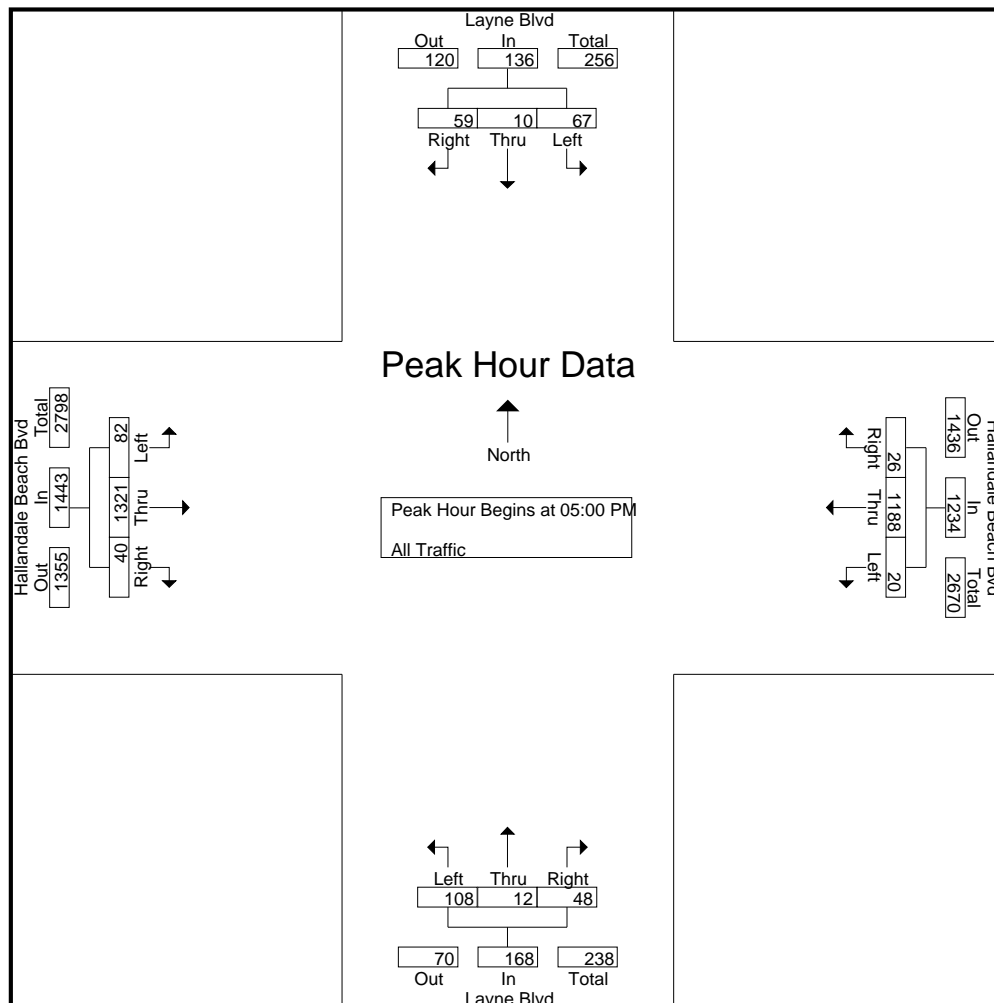 Layne Blvd
Out In Total
120 136 256
59 10 67
Right Thru Left
Peak Hour Data
North
Peak Hour Begins at 05:00 PM
All Traffic
Hallandale Beach Bvd
Total In Out
2798 1443 1355
82 1321 40
Left Thru Right
Right Thru Left
26 1188 20
Out In Total
1436 1234 2670
Hallandale Beach Bvd
Left Thru Right
108 12 48
70 168 238
Out In Total
Layne Blvd